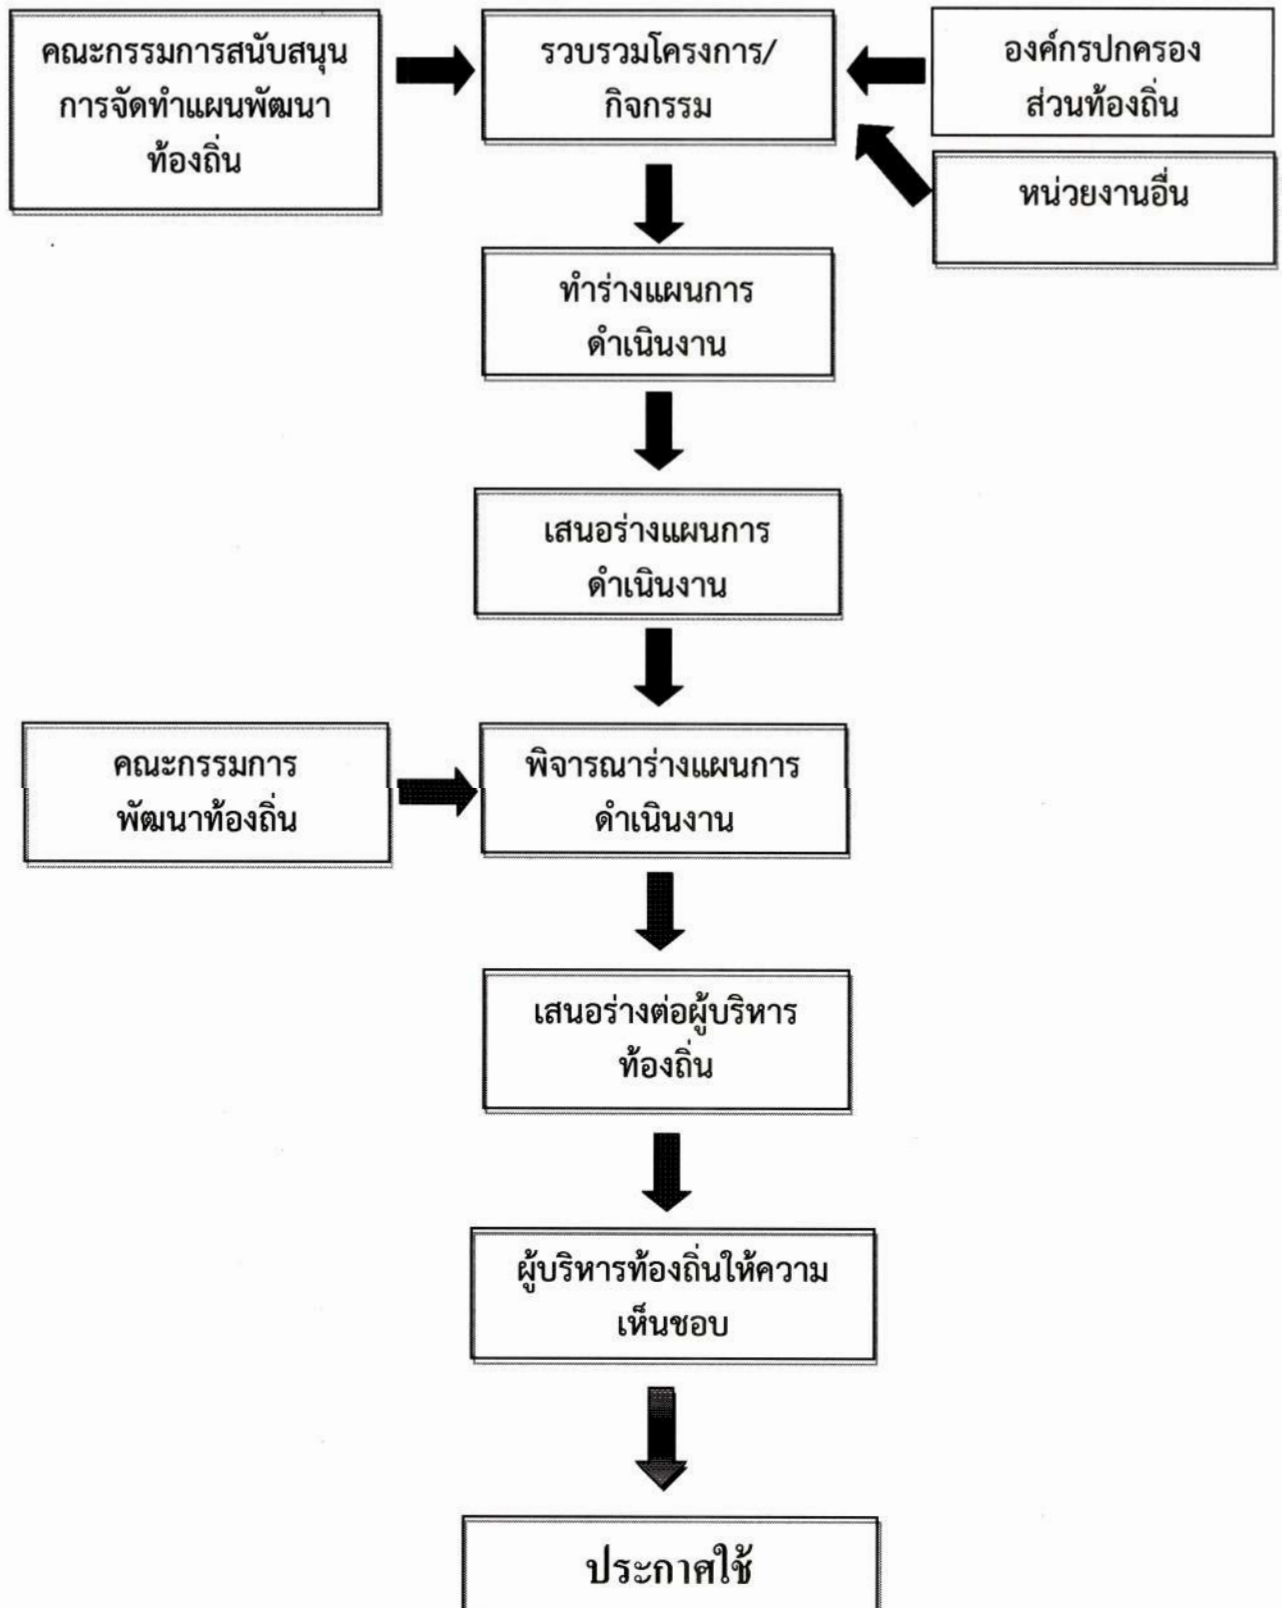 คณะกรรมการสนับสนุน
การจัดทำแผนพัฒนา
ท้องถิ่น
รวบรวมโครงการ/
กิจกรรม
องค์กรปกครอง
ส่วนท้องถิ่น
หน่วยงานอื่น
ทำร่างแผนการ
ดำเนินงาน
เสนอร่างแผนการ
ดำเนินงาน
คณะกรรมการ
พัฒนาท้องถิ่น
พิจารณาร่างแผนการ
ดำเนินงาน
เสนอร่างต่อผู้บริหาร
ท้องถิ่น
ผู้บริหารท้องถิ่นให้ความ
เห็นชอบ
ประกาศใช้